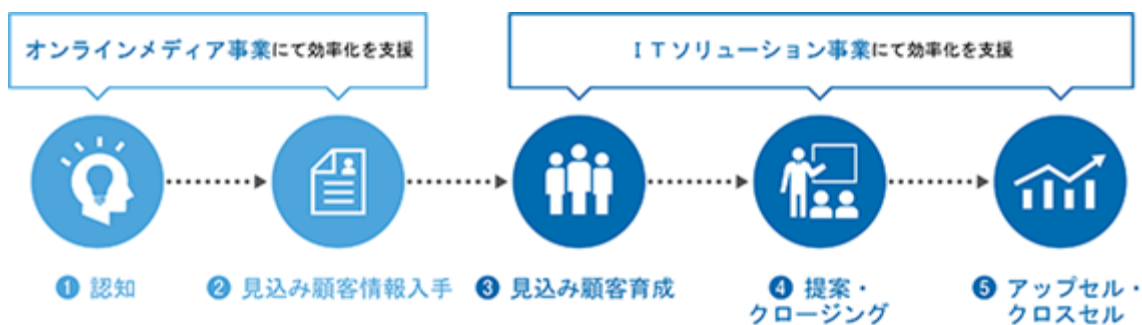 オンラインメディア事業にて効率化を支援
ITソリューション事業にて効率化を支援
❶ 認知
❷ 見込み顧客情報入手
❸ 見込み顧客育成
❹ 提案・
クロージング
❺ アップセル・
クロスセル